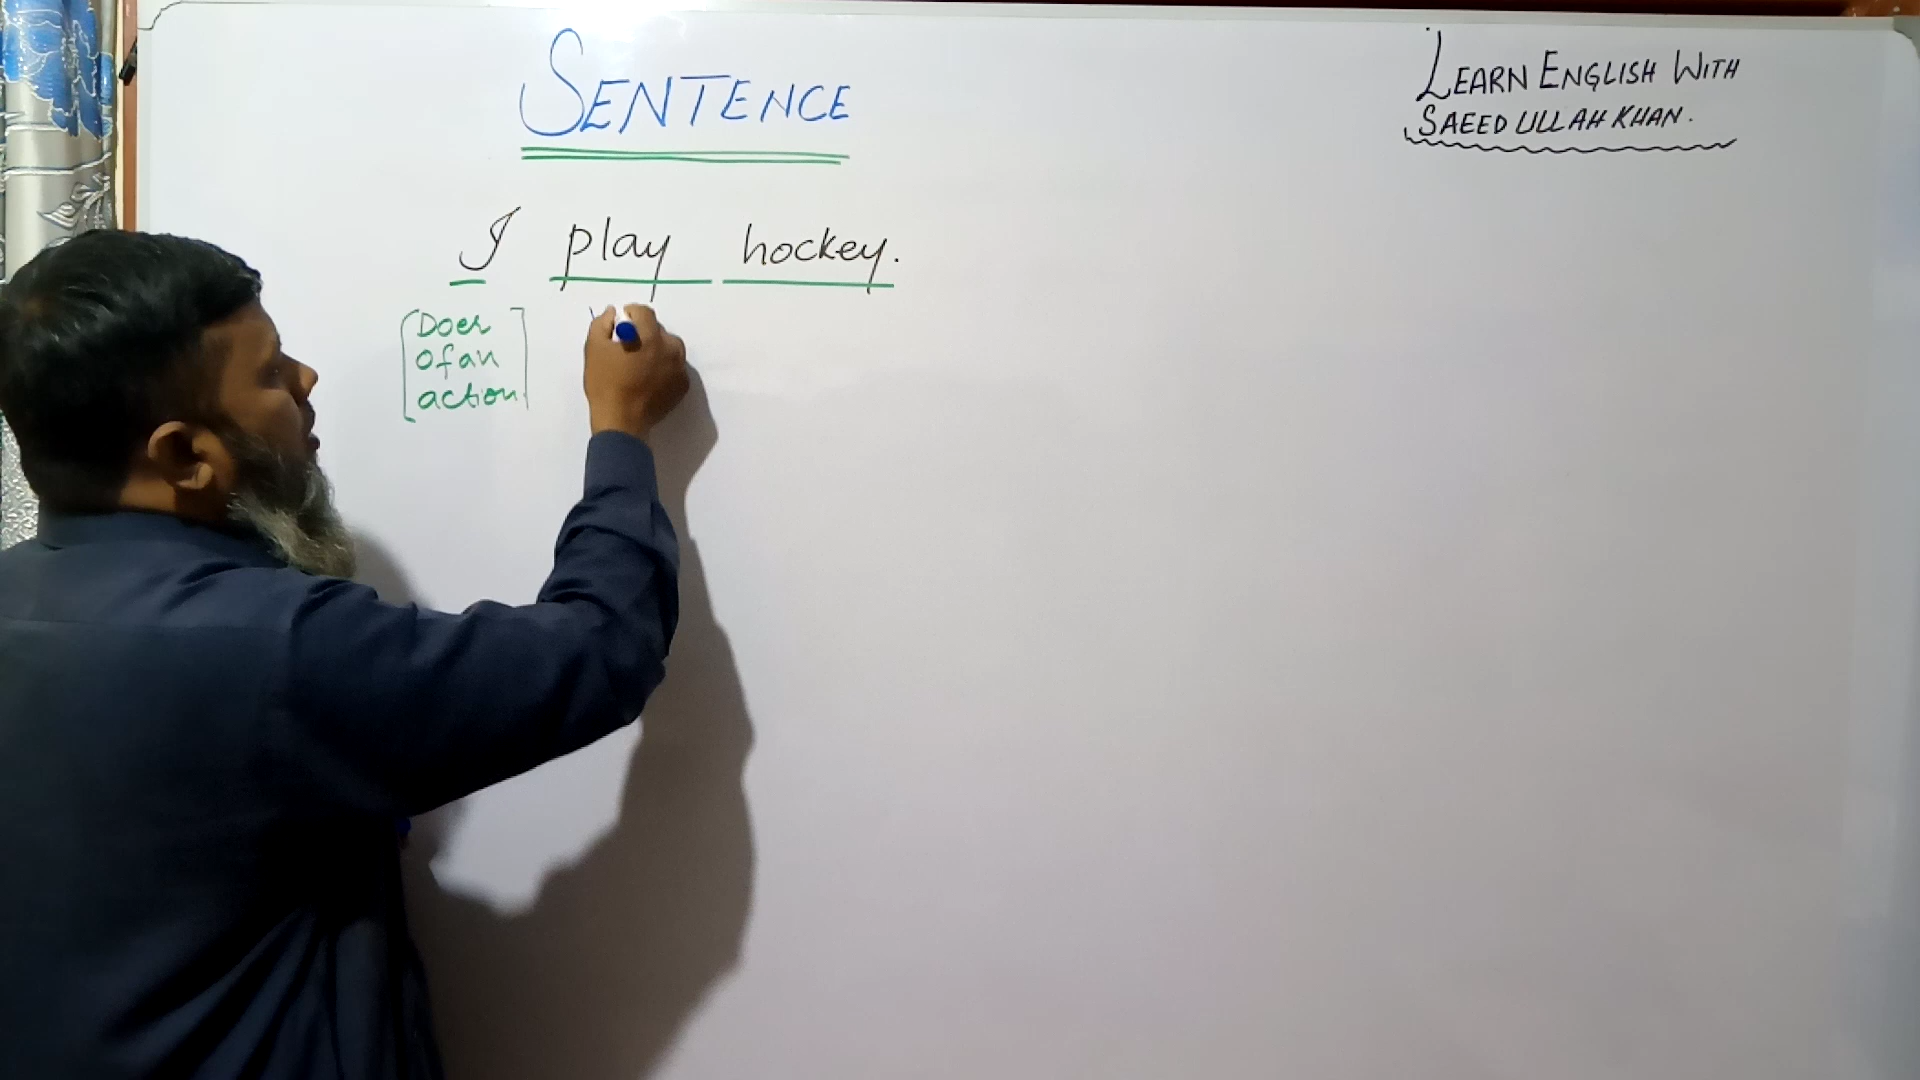 SENTENCE
LEARN ENGLISH WITH
SAEED ULLAH KHAN.
I play hockey.
[Doer
Of an
action]